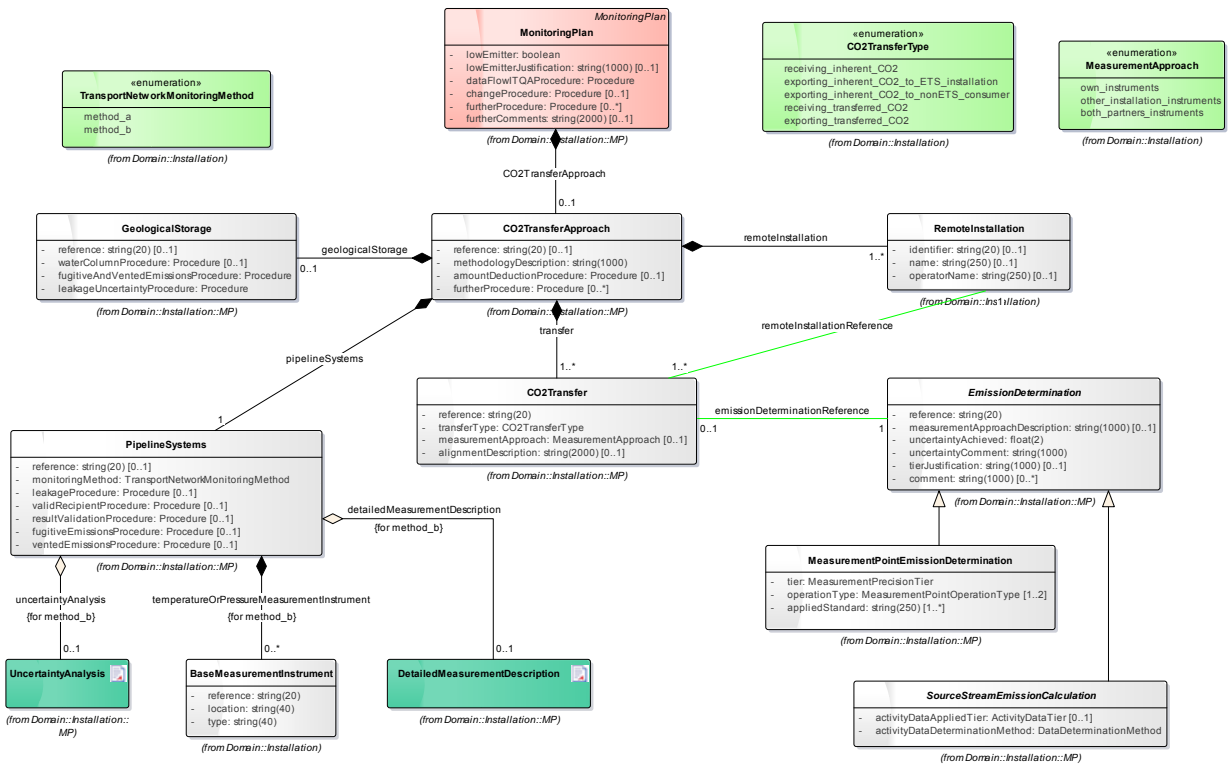 MonitoringPlan
MonitoringPlan
- lowEmitter: boolean
- lowEmitterJustification: string(1000) [0..1]
- dataFlowITQAProcedure: Procedure
- changeProcedure: Procedure [0..1]
- furtherProcedure: Procedure [0..*]
- furtherComments: string(2000) [0..1]
(from Domain::Installation::MP)
«enumeration»
CO2TransferType
receiving_inherent_CO2
exporting_inherent_CO2_to_ETS_installation
exporting_inherent_CO2_to_nonETS_consumer
receiving_transferred_CO2
exporting_transferred_CO2
(from Domain::Installation)
«enumeration»
MeasurementApproach
own_instruments
other_installation_instruments
both_partners_instruments
(from Domain::Installation)
«enumeration»
TransportNetworkMonitoringMethod
method_a
method_b
(from Domain::Installation)
CO2TransferApproach
0..1
GeologicalStorage
- reference: string(20) [0..1]
- waterColumnProcedure: Procedure [0..1]
- fugitiveAndVentedEmissionsProcedure: Procedure
- leakageUncertaintyProcedure: Procedure
(from Domain::Installation::MP)
geologicalStorage
0..1
CO2TransferApproach
- reference: string(20) [0..1]
- methodologyDescription: string(1000)
- amountDeductionProcedure: Procedure [0..1]
- furtherProcedure: Procedure [0..*]
(from Domain::Installation::MP)
remoteInstallation
1..*
RemoteInstallation
- identifier: string(20) [0..1]
- name: string(250) [0..1]
- operatorName: string(250) [0..1]
(from Domain::Installation)
transfer
1..*
remoteInstallationReference
1..*
pipelineSystems
1
CO2Transfer
- reference: string(20)
- transferType: CO2TransferType
- measurementApproach: MeasurementApproach [0..1]
- alignmentDescription: string(2000) [0..1]
(from Domain::Installation::MP)
emissionDeterminationReference
0..1
1
EmissionDetermination
- reference: string(20)
- measurementApproachDescription: string(1000) [0..1]
- uncertaintyAchieved: float(2)
- uncertaintyComment: string(1000)
- tierJustification: string(1000) [0..1]
- comment: string(1000) [0..*]
(from Domain::Installation::MP)
PipelineSystems
- reference: string(20) [0..1]
- monitoringMethod: TransportNetworkMonitoringMethod
- leakageProcedure: Procedure [0..1]
- validRecipientProcedure: Procedure [0..1]
- resultValidationProcedure: Procedure [0..1]
- fugitiveEmissionsProcedure: Procedure [0..1]
- ventedEmissionsProcedure: Procedure [0..1]
(from Domain::Installation::MP)
detailedMeasurementDescription
{for method_b}
0..1
uncertaintyAnalysis
{for method_b}
0..1
temperatureOrPressureMeasurementInstrument
{for method_b}
0..*
MeasurementPointEmissionDetermination
- tier: MeasurementPrecisionTier
- operationType: MeasurementPointOperationType [1..2]
- appliedStandard: string(250) [1..*]
(from Domain::Installation::MP)
UncertaintyAnalysis
(from Domain::Installation::
MP)
BaseMeasurementInstrument
- reference: string(20)
- location: string(40)
- type: string(40)
(from Domain::Installation)
DetailedMeasurementDescription
(from Domain::Installation::MP)
SourceStreamEmissionCalculation
- activityDataAppliedTier: ActivityDataTier [0..1]
- activityDataDeterminationMethod: DataDeterminationMethod
(from Domain::Installation::MP)